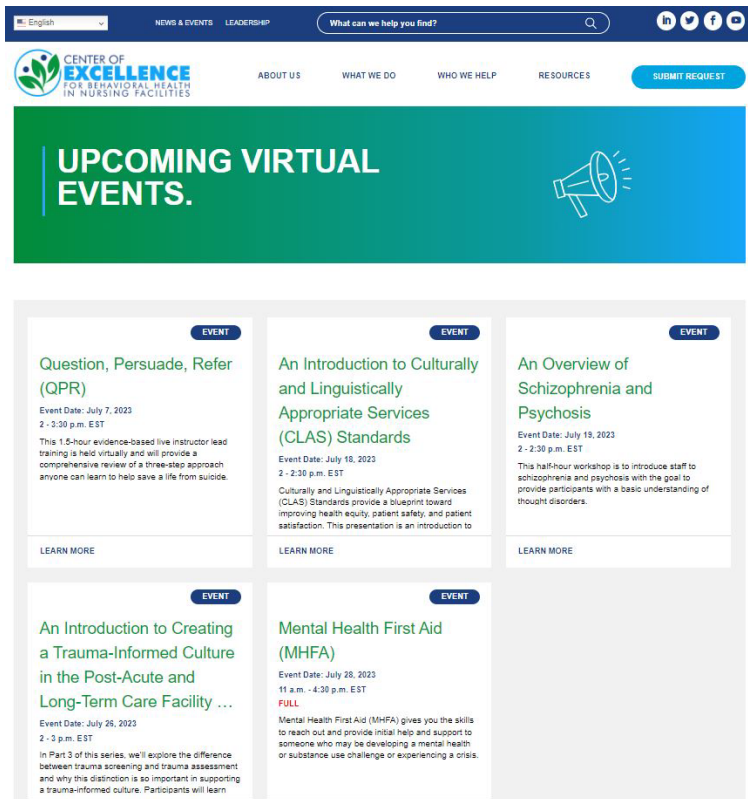 English
NEWS & EVENTS
LEADERSHIP
What can we help you find?
CENTER OF
EXCELLENCE
FOR BEHAVIORAL HEALTH
IN NURSING FACILITIES
ABOUT US
WHAT WE DO
WHO WE HELP
RESOURCES
SUBMIT REQUEST
UPCOMING VIRTUAL
EVENTS.
EVENT
Question, Persuade, Refer
(QPR)
Event Date: July 7, 2023
2 - 3:30 p.m. EST
This 1.5-hour evidence-based live instructor lead
training is held virtually and will provide a
comprehensive review of a three-step approach
anyone can learn to help save a life from suicide.
LEARN MORE
EVENT
An Introduction to Culturally
and Linguistically
Appropriate Services
(CLAS) Standards
Event Date: July 18, 2023
2 - 2:30 p.m. EST
Culturally and Linguistically Appropriate Services
(CLAS) Standards provide a blueprint toward
improving health equity, patient safety, and patient
satisfaction. This presentation is an introduction to
LEARN MORE
EVENT
An Overview of
Schizophrenia and
Psychosis
Event Date: July 19, 2023
2 - 2:30 p.m. EST
This half-hour workshop is to introduce staff to
schizophrenia and psychosis with the goal to
provide participants with a basic understanding of
thought disorders.
LEARN MORE
EVENT
An Introduction to Creating
a Trauma-Informed Culture
in the Post-Acute and
Long-Term Care Facility …
Event Date: July 26, 2023
2 - 3 p.m. EST
In Part 3 of this series, we'll explore the difference
between trauma screening and trauma assessment
and why this distinction is so important in supporting
a trauma-informed culture. Participants will learn
EVENT
Mental Health First Aid
(MHFA)
Event Date: July 28, 2023
11 a.m. - 4:30 p.m. EST
FULL
Mental Health First Aid (MHFA) gives you the skills
to reach out and provide initial help and support to
someone who may be developing a mental health
or substance use challenge or experiencing a crisis.